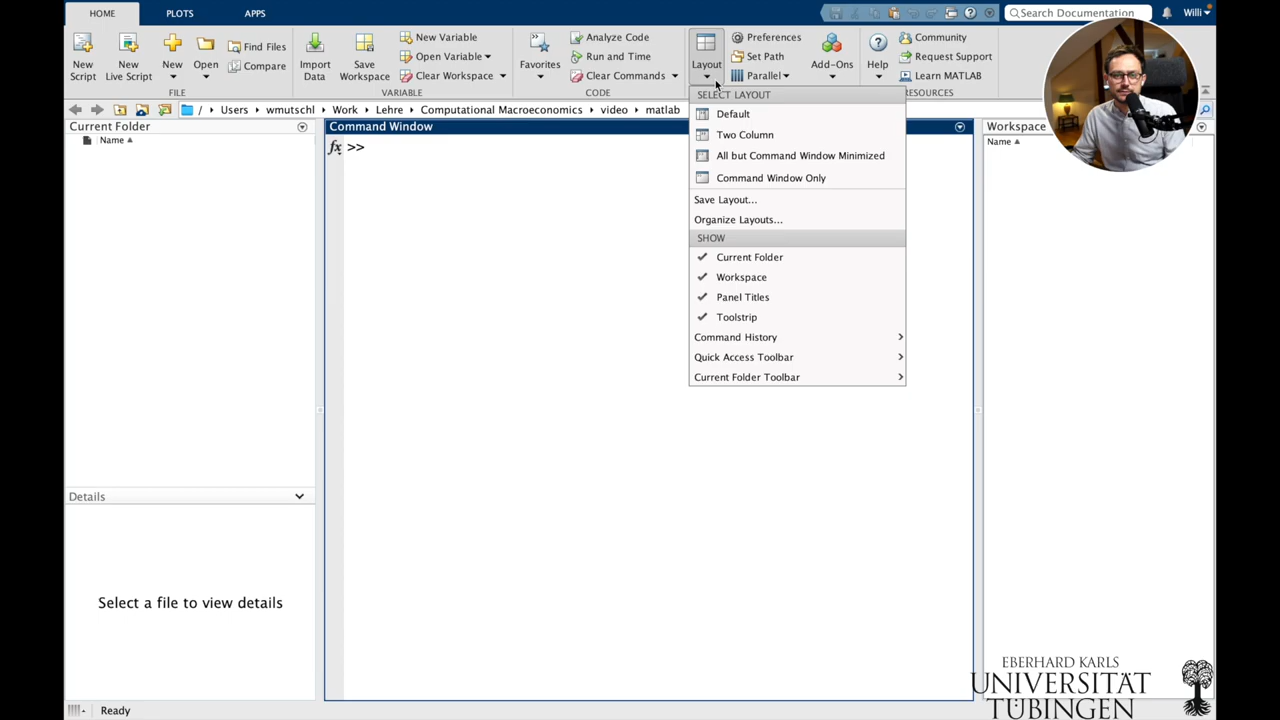 HOME PLOTS APPS
Search Documentation Willi
New Script
New Live Script
New
Open
Find Files
Compare
FILE
Import Data
Save Workspace
New Variable
Open Variable
Clear Workspace
VARIABLE
Favorites
Analyze Code
Run and Time
Clear Commands
CODE
Layout
Preferences
Set Path
Parallel
Add-Ons
Help
Community
Request Support
Learn MATLAB
RESOURCES
/ Users wmutschl Work Lehre Computational Macroeconomics video matlab
Current Folder
Name
Command Window
fx >>
SELECT LAYOUT
Default
Two Column
All but Command Window Minimized
Command Window Only
Save Layout...
Organize Layouts...
SHOW
Current Folder
Workspace
Panel Titles
Toolstrip
Command History
Quick Access Toolbar
Current Folder Toolbar
Workspace
Name
Details
Select a file to view details
Ready
EBERHARD KARLS
UNIVERSITÄT
TÜBINGEN